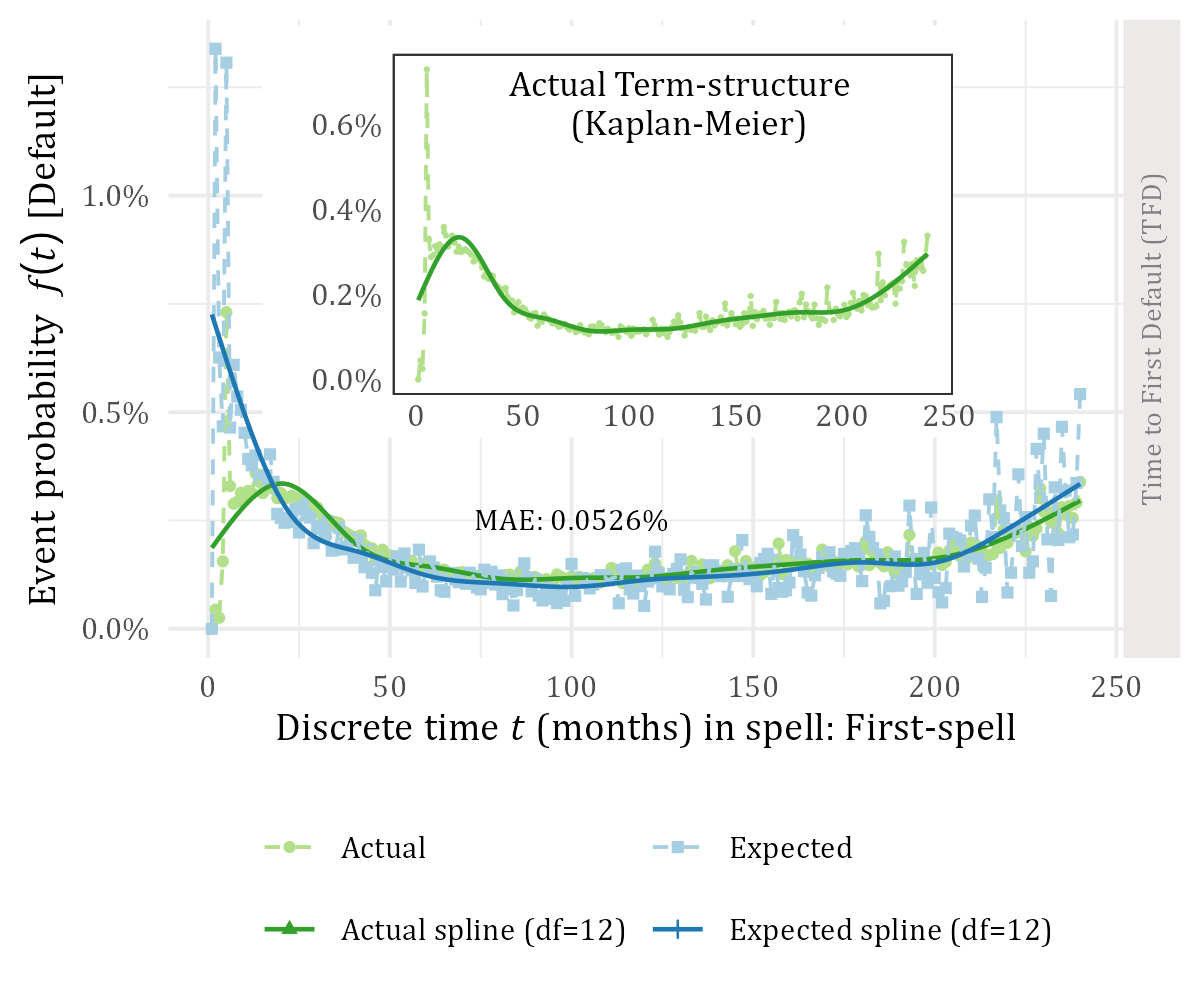 Actual Term-structure
(Kaplan-Meier)
0.6%
0.4%
0.2%
0.0%
0
50
100
150
200
250
Event probability f(t) [Default]
1.0%
0.5%
0.0%
MAE: 0.0526%
Time to First Default (TFD)
0
50
100
150
200
250
Discrete time t (months) in spell: First-spell
Actual
Expected
Actual spline (df=12)
Expected spline (df=12)